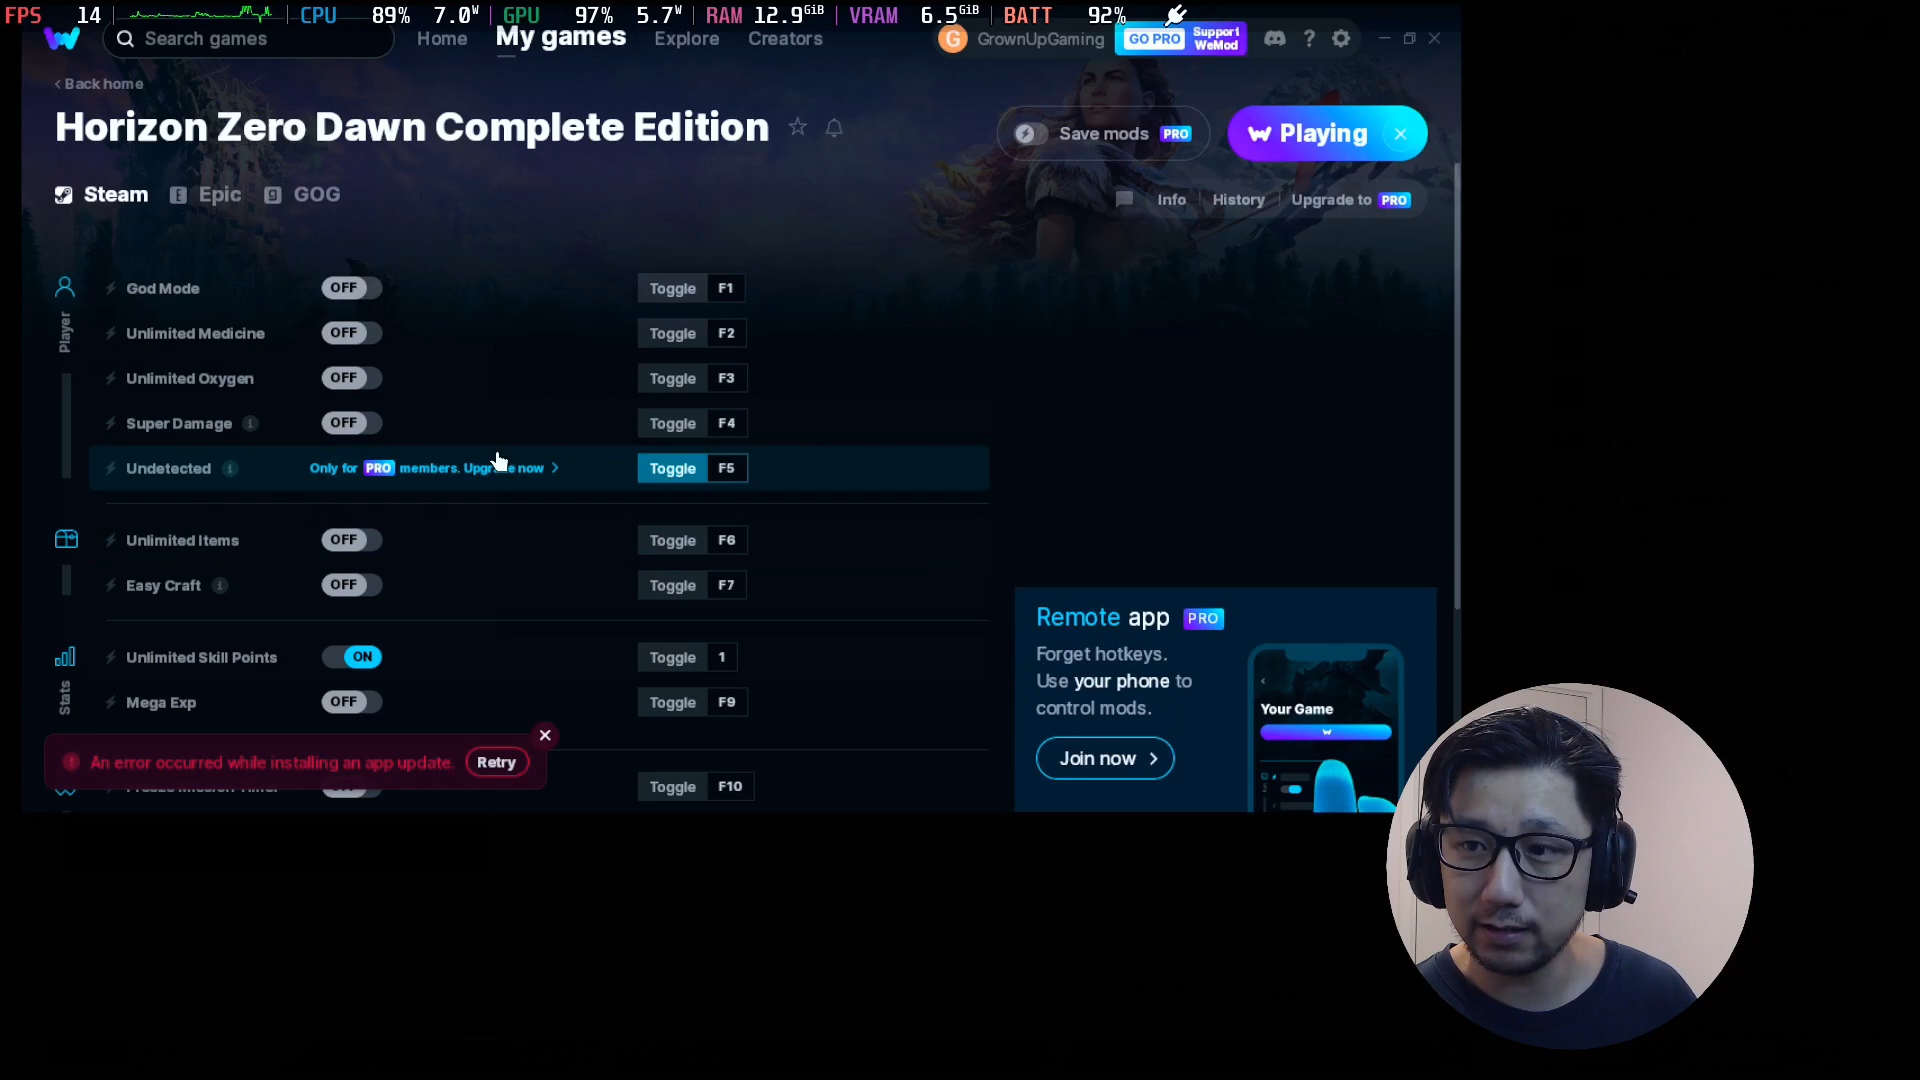 FPS 14 CPU 89% 7.0W GPU 97% 5.7W RAM 12.9GiB VRAM 6.5GiB BATT 92%
Search games Home My games Explore Creators G GrownUpGaming GO PRO Support WeMod ?
Back home
Horizon Zero Dawn Complete Edition Save mods PRO Playing
Steam Epic GOG Info History Upgrade to PRO
Player
God Mode OFF Toggle F1
Unlimited Medicine OFF Toggle F2
Unlimited Oxygen OFF Toggle F3
Super Damage OFF Toggle F4
Undetected Only for PRO members. Upgrade now Toggle F5
Unlimited Items OFF Toggle F6
Easy Craft OFF Toggle F7
Stats
Unlimited Skill Points ON Toggle 1
Mega Exp OFF Toggle F9
An error occurred while installing an app update. Retry
Toggle F10
Remote app PRO
Forget hotkeys.
Use your phone to
control mods.
Join now
Your Game